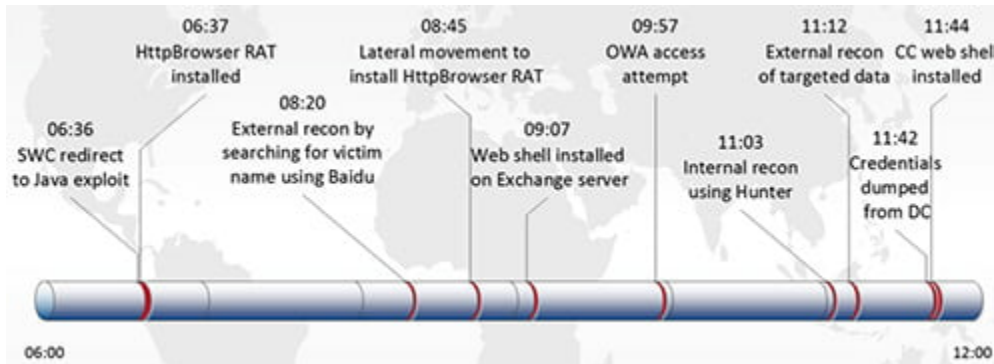 06:36
SWC redirect
to Java exploit
06:37
HttpBrowser RAT
installed
08:20
External recon by
searching for victim
name using Baidu
08:45
Lateral movement to
install HttpBrowser RAT
09:07
Web shell installed
on Exchange server
09:57
OWA access
attempt
11:03
Internal recon
using Hunter
11:12
External recon
of targeted data
11:42
Credentials
dumped
from DC
11:44
CC web shell
installed
06:00
12:00